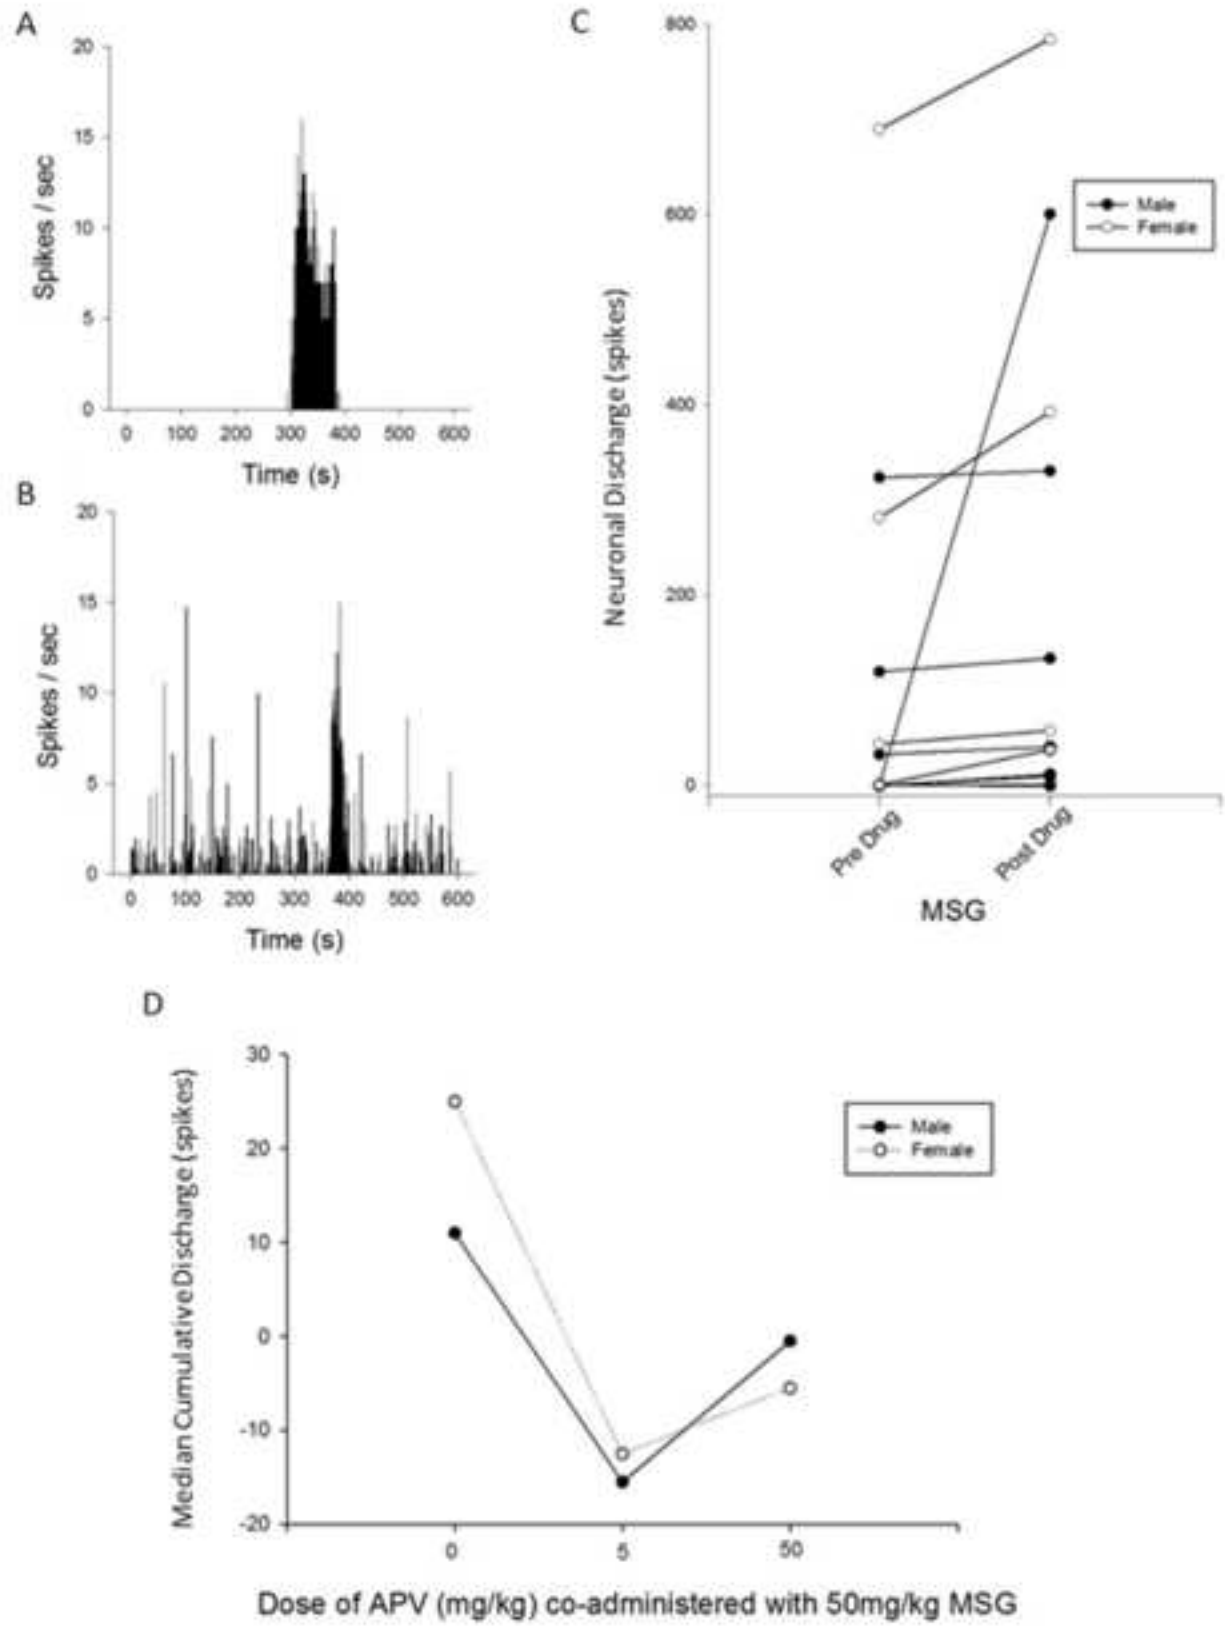 A
20
15
10
5
0
Spikes / sec
0 100 200 300 400 500 600
Time (s)
B
20
15
10
5
0
Spikes / sec
0 100 200 300 400 500 600
Time (s)
C
800
600
400
200
0
Neuronal Discharge (spikes)
Male
Female
Pre Drug
Post Drug
MSG
D
30
20
10
0
-10
-20
Median CumulativeDischarge (spikes)
Male
Female
0 5 50
Dose of APV (mg/kg) co-administered with 50mg/kg MSG